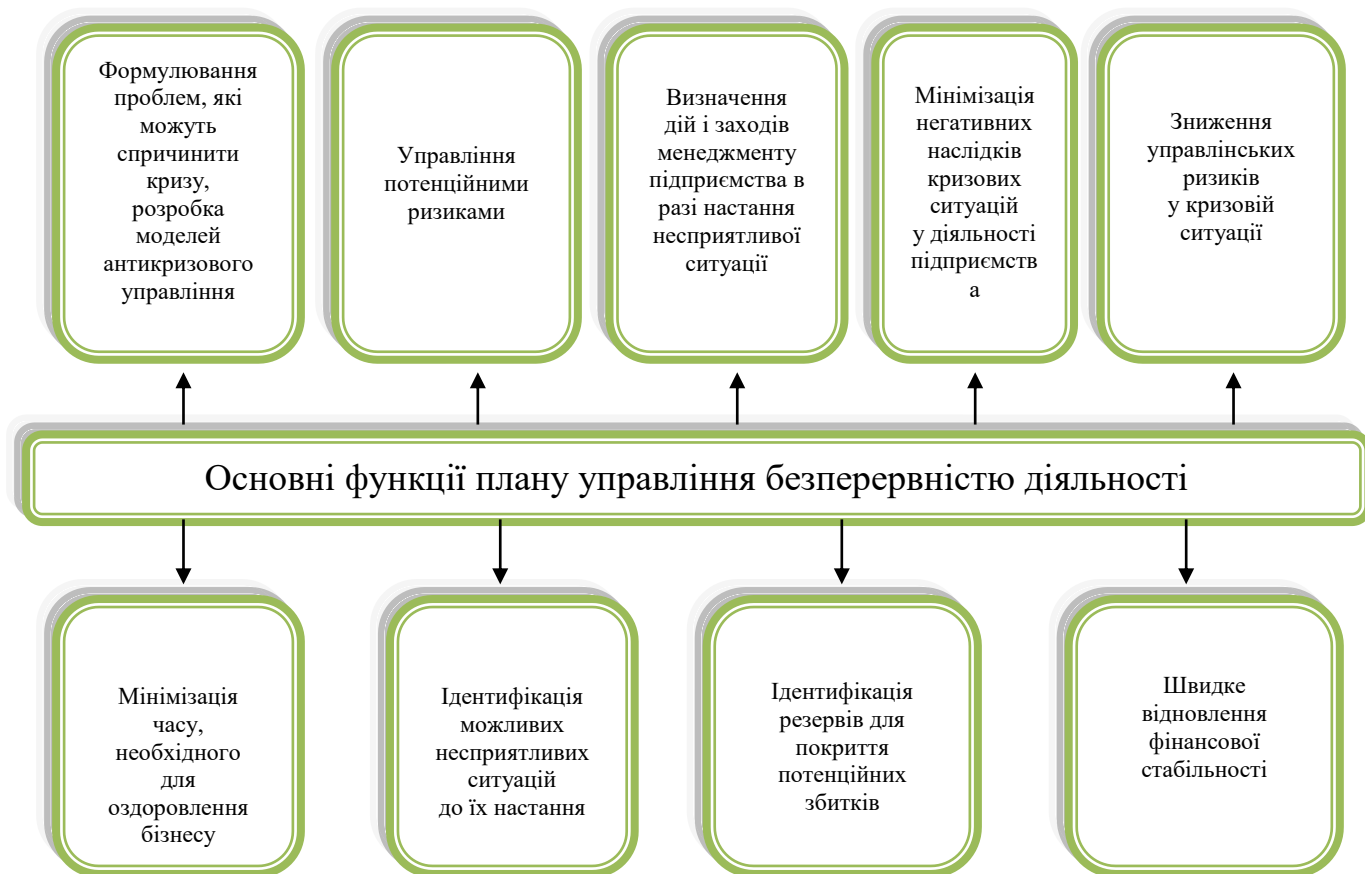 Формулювання
проблем, які
можуть
спричинити
кризу,
розробка
моделей
антикризового
управління
Управління
потенційними
ризиками
Визначення
дій і заходів
менеджменту
підприємства в
разі настання
несприятливої
ситуації
Мінімізація
негативних
наслідків
кризових
ситуацій
у діяльності
підприємств
а
Зниження
управлінських
ризиків
у кризовій
ситуації
Основні функції плану управління безперервністю діяльності
Мінімізація
часу,
необхідного
для
оздоровлення
бізнесу
Ідентифікація
можливих
несприятливих
ситуацій
до їх настання
Ідентифікація
резервів для
покриття
потенційних
збитків
Швидке
відновлення
фінансової
стабільності